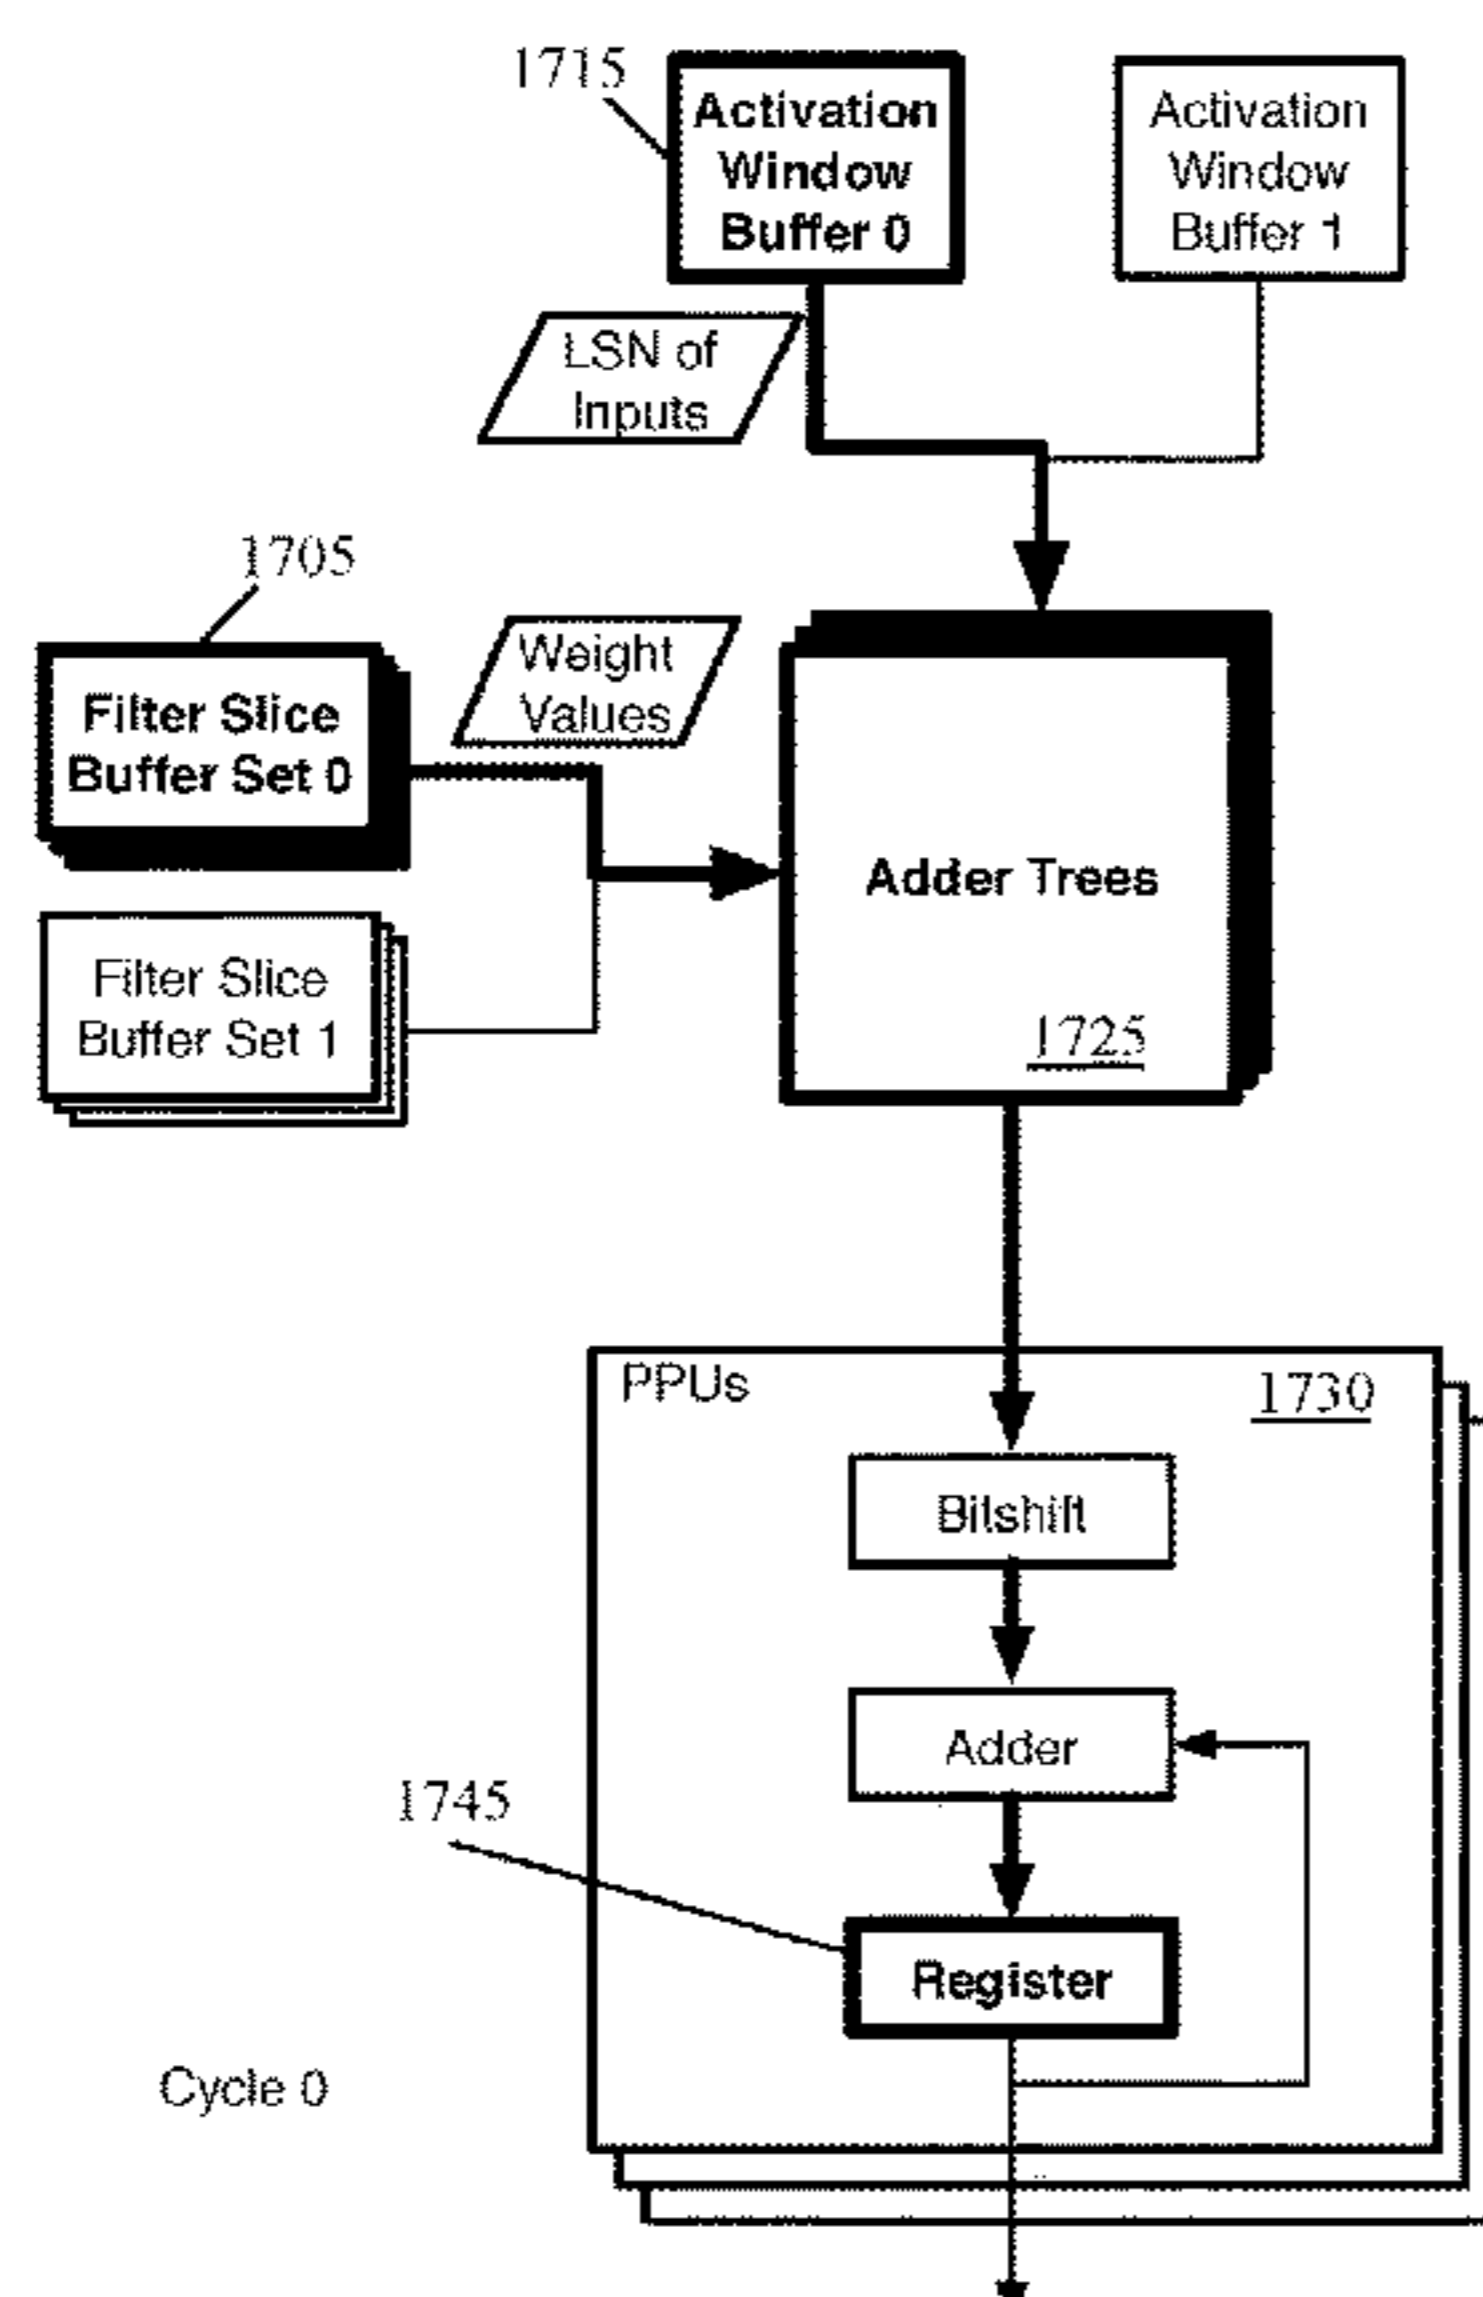 1715
Activation
Window
Buffer 0
Activation
Window
Buffer 1
LSN of
Inputs
1705
Weight
Values
Filter Slice
Buffer Set 0
Adder Trees
Filter Slice
Buffer Set 1
1725
PPUs
1730
Bitshift
Adder
1745
Register
Cycle 0